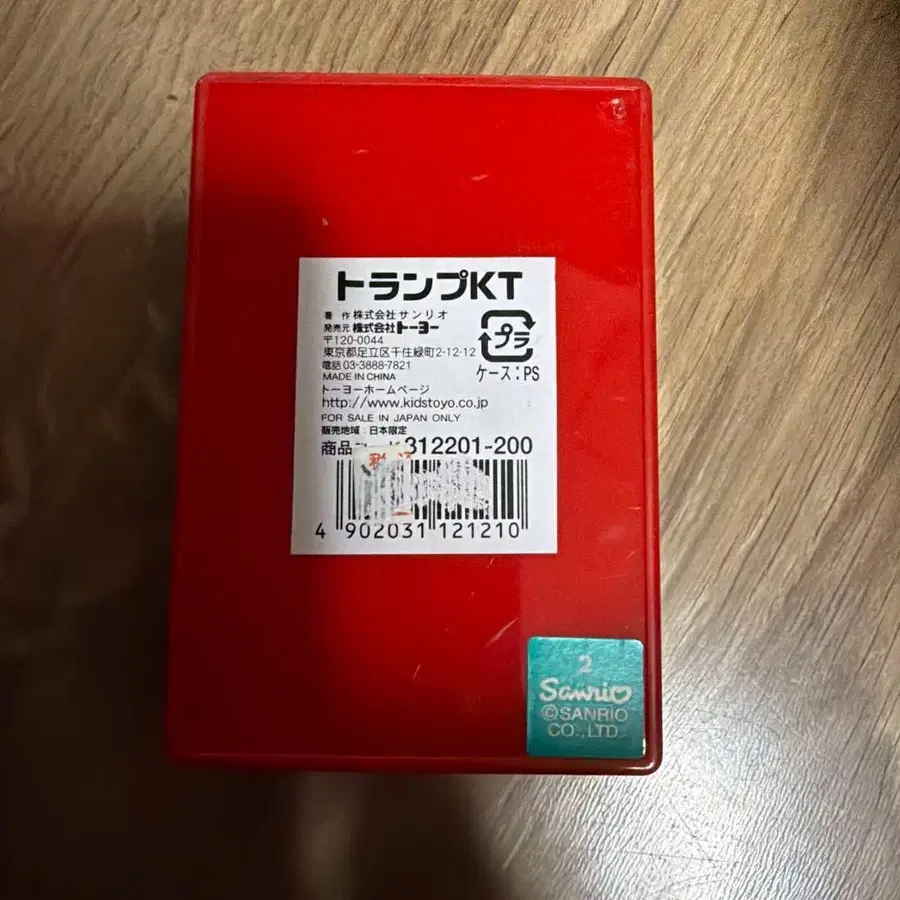 トランプKT
著 作 株式会社サンリオ
発売元 株式会社トーヨー
〒120-0044
東京都足立区千住緑町2-12-12
電話 03-3888-7821
MADE IN CHINA
トーヨーホームページ
http://www.kidstoyo.co.jp
FOR SALE IN JAPAN ONLY
販売地域:日本限定
プラ
ケース:PS
商品 312201-200
4 902031 121210
2
Sanrio
©SANRIO
CO.,LTD.